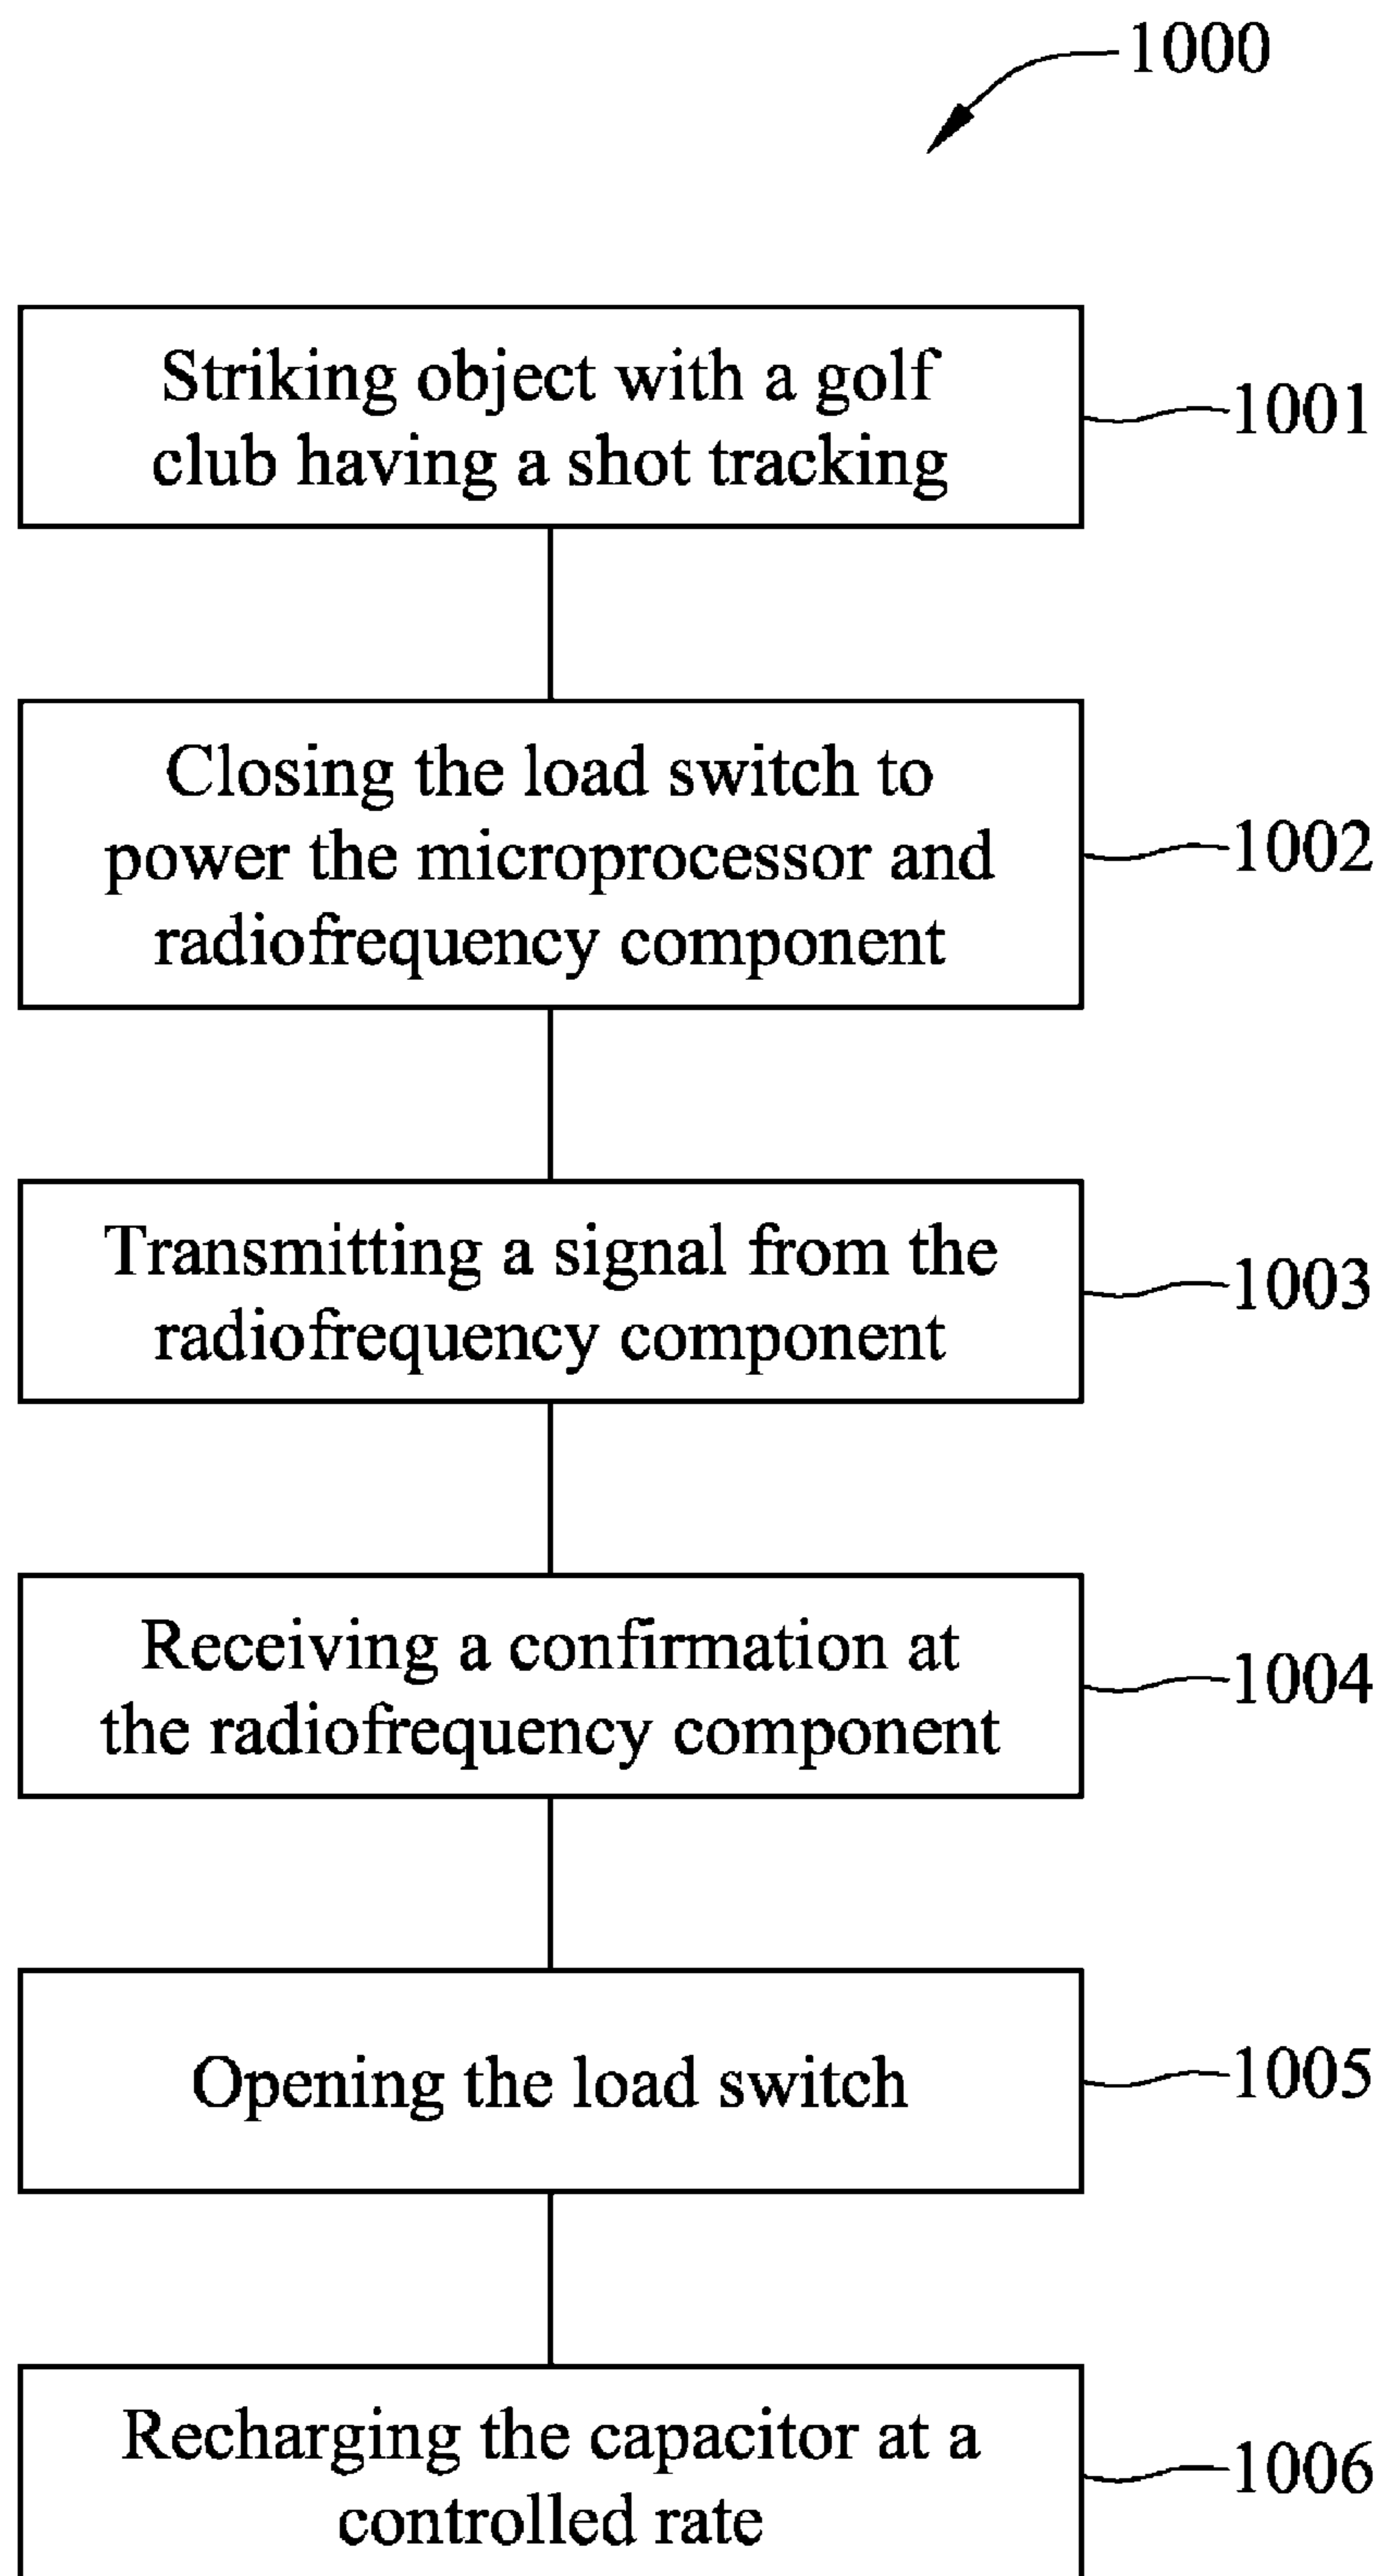 1000
Striking object with a golf
club having a shot tracking
1001
Closing the load switch to
power the microprocessor and
radiofrequency component
1002
Transmitting a signal from the
radiofrequency component
1003
Receiving a confirmation at
the radiofrequency component
1004
Opening the load switch
1005
Recharging the capacitor at a
controlled rate
1006